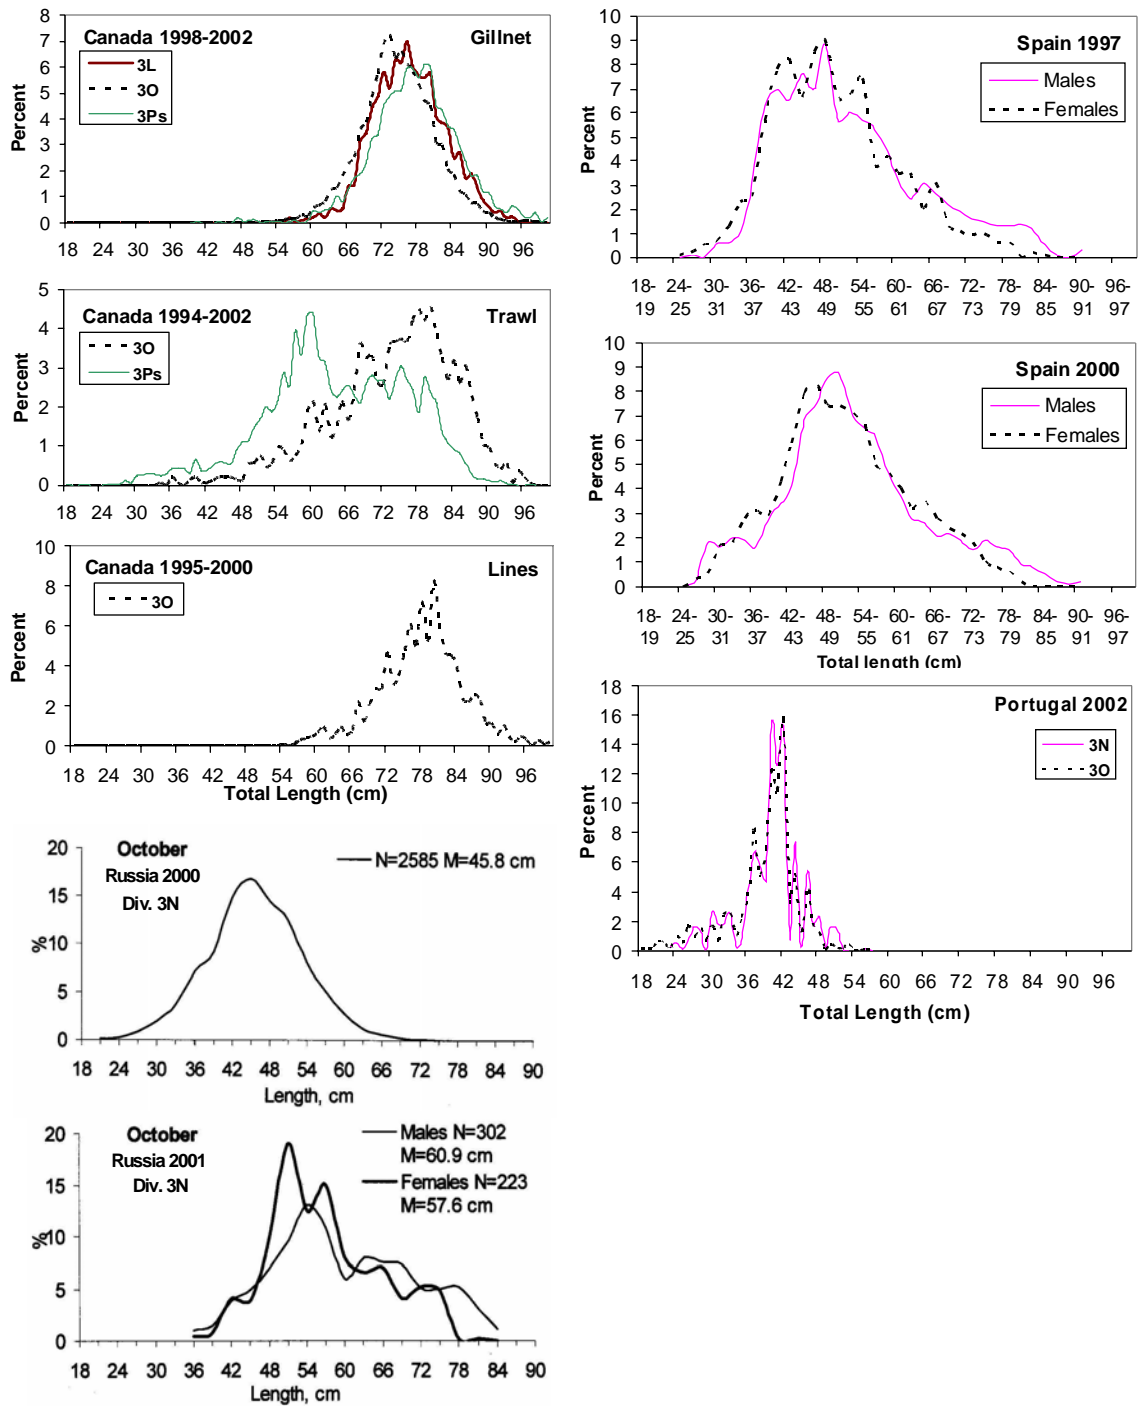 Canada 1998-2002
Gillnet
3L
3O
3Ps
Percent
8
7
6
5
4
3
2
1
0
18 24 30 36 42 48 54 60 66 72 78 84 90 96
Canada 1994-2002
Trawl
3O
3Ps
Percent
5
4
3
2
1
0
18 24 30 36 42 48 54 60 66 72 78 84 90 96
Canada 1995-2000
Lines
3O
Percent
10
8
6
4
2
0
18 24 30 36 42 48 54 60 66 72 78 84 90 96
Total Length (cm)
October
Russia 2000
Div. 3N
N=2585 M=45.8 cm
%
20
15
10
5
0
18 24 30 36 42 48 54 60 66 72 78 84 90
Length, cm
October
Russia 2001
Div. 3N
Males N=302
M=60.9 cm
Females N=223
M=57.6 cm
%
20
15
10
5
0
18 24 30 36 42 48 54 60 66 72 78 84 90
Length, cm
Spain 1997
Males
Females
Percent
10
9
8
7
6
5
4
3
2
1
0
18- 24- 30- 36- 42- 48- 54- 60- 66- 72- 78- 84- 90- 96-
19 25 31 37 43 49 55 61 67 73 79 85 91 97
Spain 2000
Males
Females
Percent
10
9
8
7
6
5
4
3
2
1
0
18- 24- 30- 36- 42- 48- 54- 60- 66- 72- 78- 84- 90- 96-
19 25 31 37 43 49 55 61 67 73 79 85 91 97
Total length (cm)
Portugal 2002
3N
3O
Percent
18
16
14
12
10
8
6
4
2
0
18 24 30 36 42 48 54 60 66 72 78 84 90 96
Total Length (cm)